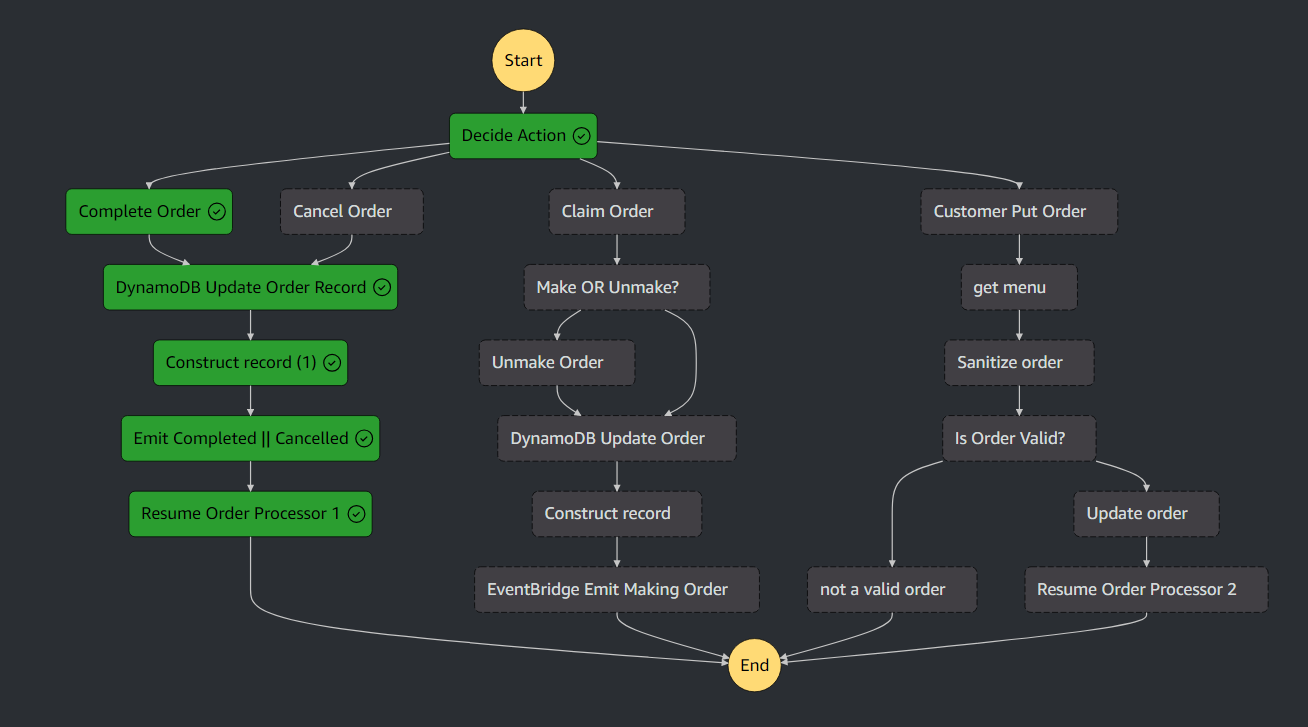 Start
Decide Action
Complete Order
Cancel Order
Claim Order
Customer Put Order
DynamoDB Update Order Record
Make OR Unmake?
get menu
Construct record (1)
Unmake Order
Sanitize order
Emit Completed || Cancelled
DynamoDB Update Order
Is Order Valid?
Resume Order Processor 1
Construct record
Update order
EventBridge Emit Making Order
not a valid order
Resume Order Processor 2
End